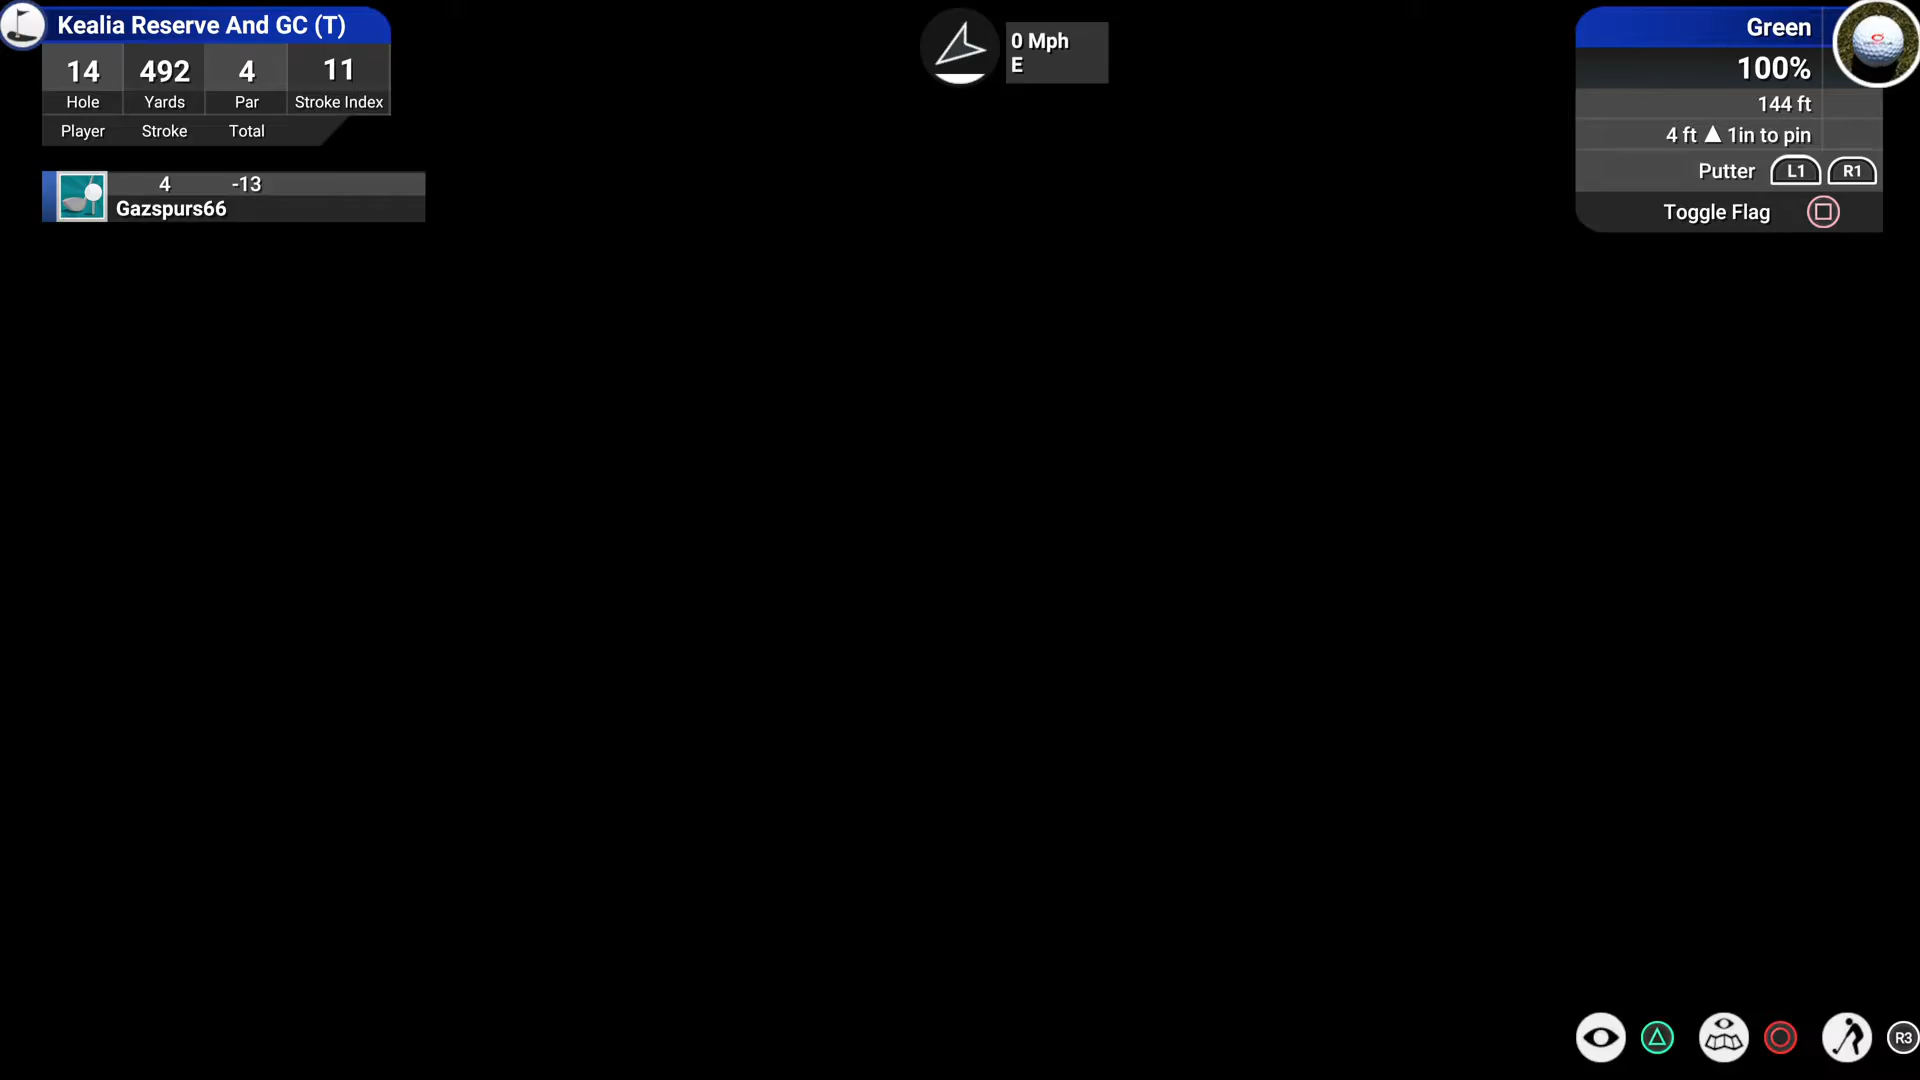 Kealia Reserve And GC (T)
14 492 4 11
Hole Yards Par Stroke Index
Player Stroke Total
4 -13
Gazspurs66
0 Mph
E
Green
100%
144 ft
4 ft ▲ 1in to pin
Putter L1 R1
Toggle Flag
R3